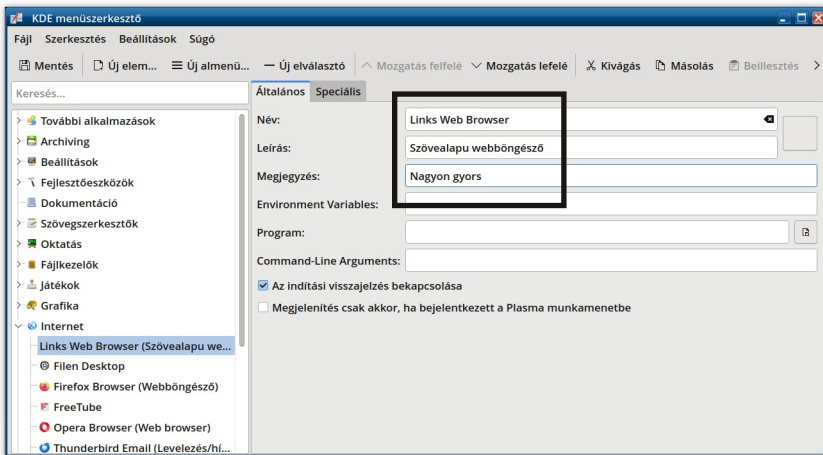 KDE menüszerkesztő
Fájl Szerkesztés Beállítások Súgó
Mentés Új elem... Új almenü... Új elválasztó Mozgatás felfelé Mozgatás lefelé Kivágás Másolás Beillesztés
Keresés...
További alkalmazások
Archiving
Beállítások
Fejlesztőeszközök
Dokumentáció
Szövegszerkesztők
Oktatás
Fájlkezelők
Játékok
Grafika
Internet
Links Web Browser (Szövealapu we...
Filen Desktop
Firefox Browser (Webböngésző)
FreeTube
Opera Browser (Web browser)
Thunderbird Email (Levelezés/hí...
Általános Speciális
Név: Links Web Browser
Leírás: Szövealapu webböngésző
Megjegyzés: Nagyon gyors
Environment Variables:
Program:
Command-Line Arguments:
Az indítási visszajelzés bekapcsolása
Megjelenítés csak akkor, ha bejelentkezett a Plasma munkamenetbe